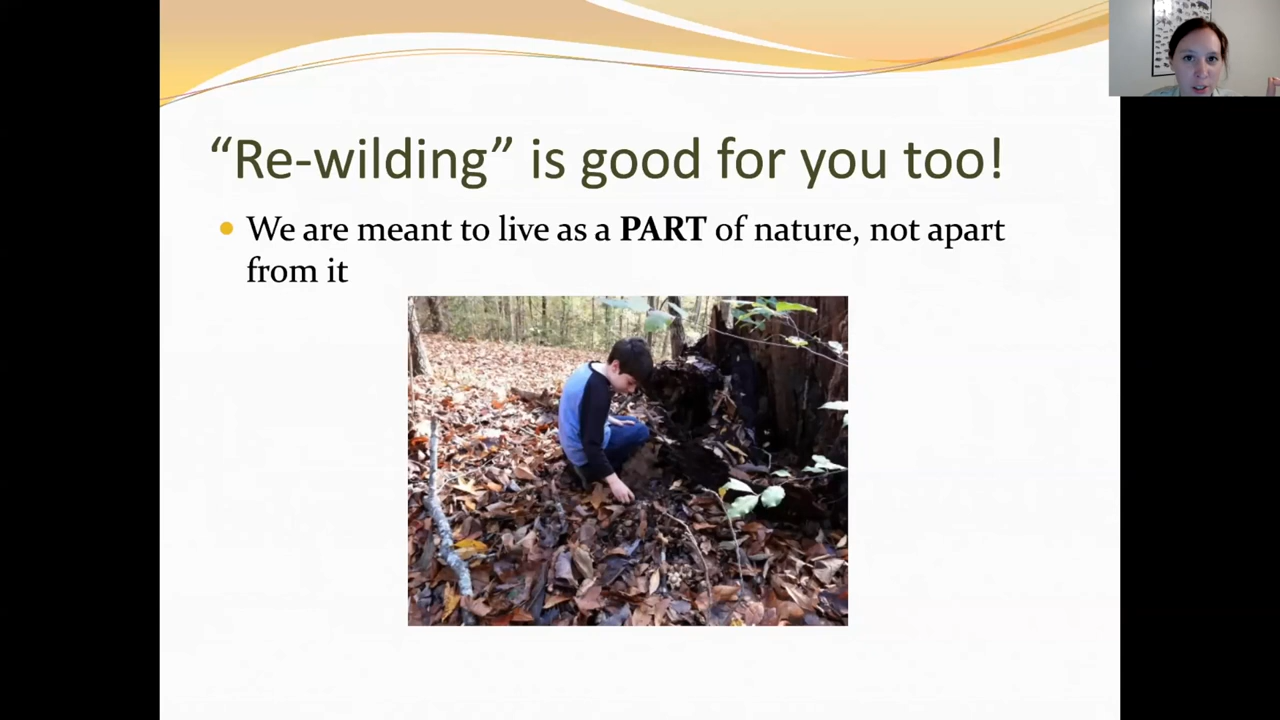 “Re-wilding” is good for you too!
We are meant to live as a PART of nature, not apart
from it